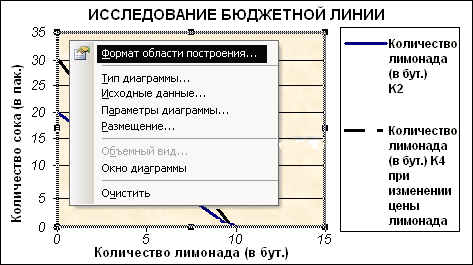 ИССЛЕДОВАНИЕ БЮДЖЕТНОЙ ЛИНИИ
Количество сока (в пак.)
35
30
25
20
15
10
5
0
Формат области построения...
Тип диаграммы...
Исходные данные...
Параметры диаграммы...
Размещение...
Объемный вид...
Окно диаграммы
Очистить
0
5
10
15
Количество лимонада (в бут.)
Количество
лимонада
(в бут.)
К2
Количество
лимонада
(в бут.) К4
при
изменении
цены
лимонада